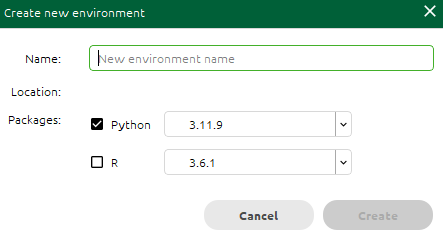 Create new environment
Name: New environment name
Location:
Packages: Python 3.11.9
R 3.6.1
Cancel Create